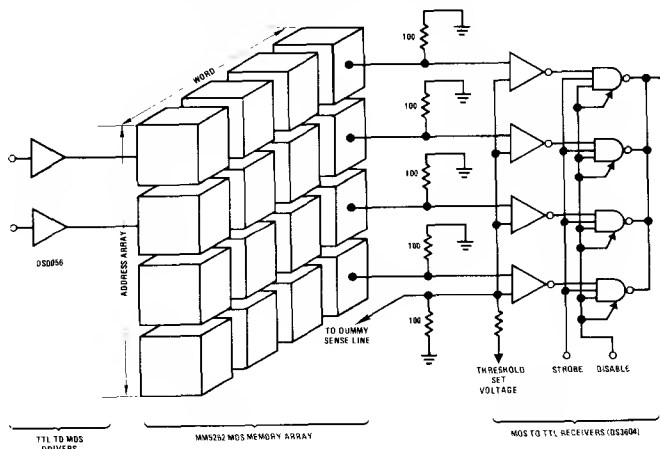 WORD
100
100
100
100
100
DS0056
ADDRESS ARRAY
TO DUMMY
SENSE LINE
THRESHOLD
SET
VOLTAGE
STROBE
DISABLE
TTL TO MOS
DRIVERS
MM5262 MOS MEMORY ARRAY
MOS TO TTL RECEIVERS (DS3604)